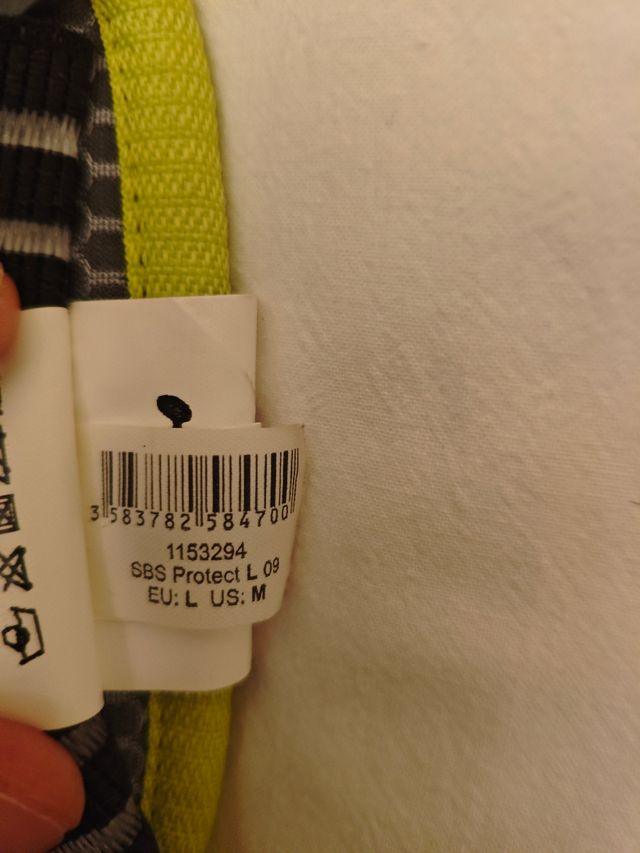 3 583782 584700
1153294
SBS Protect L 09
EU: L US: M